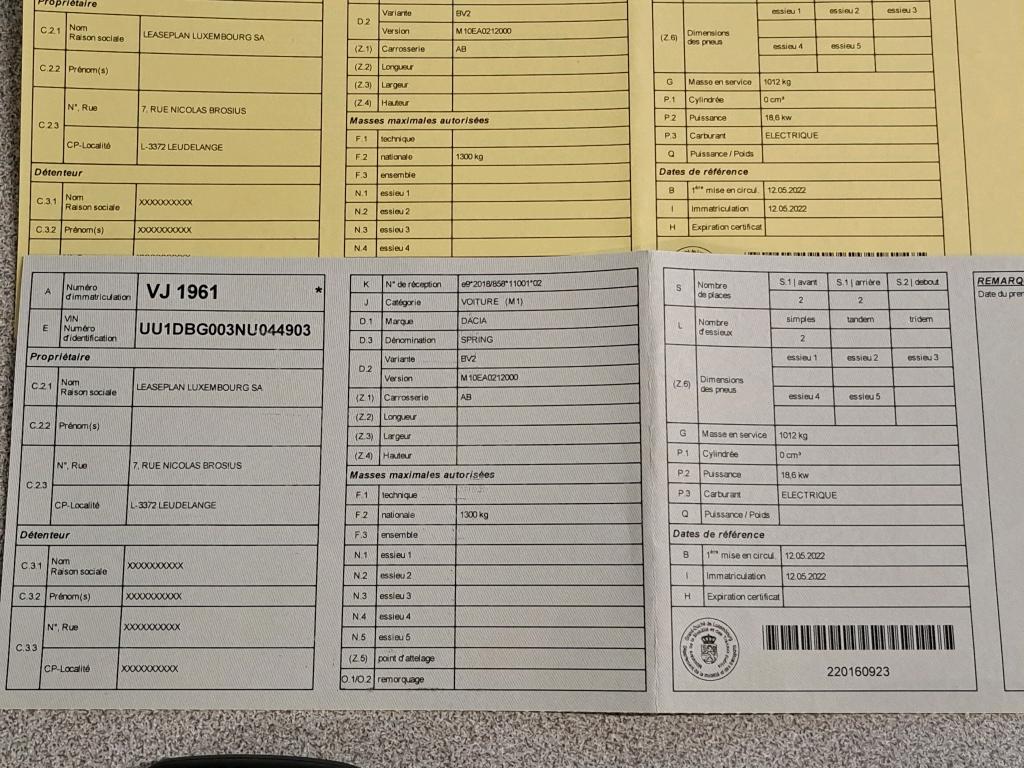 Propriétaire
C.2.1 Nom Raison sociale LEASEPLAN LUXEMBOURG SA
C.2.2 Prénom(s)
C.2.3 N°, Rue 7, RUE NICOLAS BROSIUS
CP-Localité L-3372 LEUDELANGE
Détenteur
C.3.1 Nom Raison sociale XXXXXXXXXX
C.3.2 Prénom(s) XXXXXXXXXX
D.2 Variante BV2
Version M10EA0212000
(Z.1) Carrosserie AB
(Z.2) Longueur
(Z.3) Largeur
(Z.4) Hauteur
Masses maximales autorisées
F.1 technique
F.2 nationale 1300 kg
F.3 ensemble
N.1 essieu 1
N.2 essieu 2
N.3 essieu 3
N.4 essieu 4
essieu 1 essieu 2 essieu 3
(Z.6) Dimensions des pneus
essieu 4 essieu 5
G Masse en service 1012 kg
P.1 Cylindrée 0 cm³
P.2 Puissance 18,6 kw
P.3 Carburant ELECTRIQUE
Q Puissance / Poids
Dates de référence
B 1ère mise en circul. 12.05.2022
I Immatriculation 12.05.2022
H Expiration certificat
A Numéro d'immatriculation VJ 1961 *
E VIN Numéro d'identification UU1DBG003NU044903
Propriétaire
C.2.1 Nom Raison sociale LEASEPLAN LUXEMBOURG SA
C.2.2 Prénom(s)
C.2.3 N°, Rue 7, RUE NICOLAS BROSIUS
CP-Localité L-3372 LEUDELANGE
Détenteur
C.3.1 Nom Raison sociale XXXXXXXXXX
C.3.2 Prénom(s) XXXXXXXXXX
C.3.3 N°, Rue XXXXXXXXXX
CP-Localité XXXXXXXXXX
K N° de réception e9*2018/858*11001*02
J Catégorie VOITURE (M1)
D.1 Marque DACIA
D.3 Dénomination SPRING
D.2 Variante BV2
Version M10EA0212000
(Z.1) Carrosserie AB
(Z.2) Longueur
(Z.3) Largeur
(Z.4) Hauteur
Masses maximales autorisées
F.1 technique
F.2 nationale 1300 kg
F.3 ensemble
N.1 essieu 1
N.2 essieu 2
N.3 essieu 3
N.4 essieu 4
N.5 essieu 5
(Z.5) point d'attelage
O.1/O.2 remorquage
S Nombre de places S.1 | avant S.1 | arrière S.2 | debout
2 2
L Nombre d'essieux simples tandem tridem
2
(Z.6) Dimensions des pneus essieu 1 essieu 2 essieu 3
essieu 4 essieu 5
G Masse en service 1012 kg
P.1 Cylindrée 0 cm³
P.2 Puissance 18,6 kw
P.3 Carburant ELECTRIQUE
Q Puissance / Poids
Dates de référence
B 1ère mise en circul. 12.05.2022
I Immatriculation 12.05.2022
H Expiration certificat
220160923
REMARQ
Date du prem